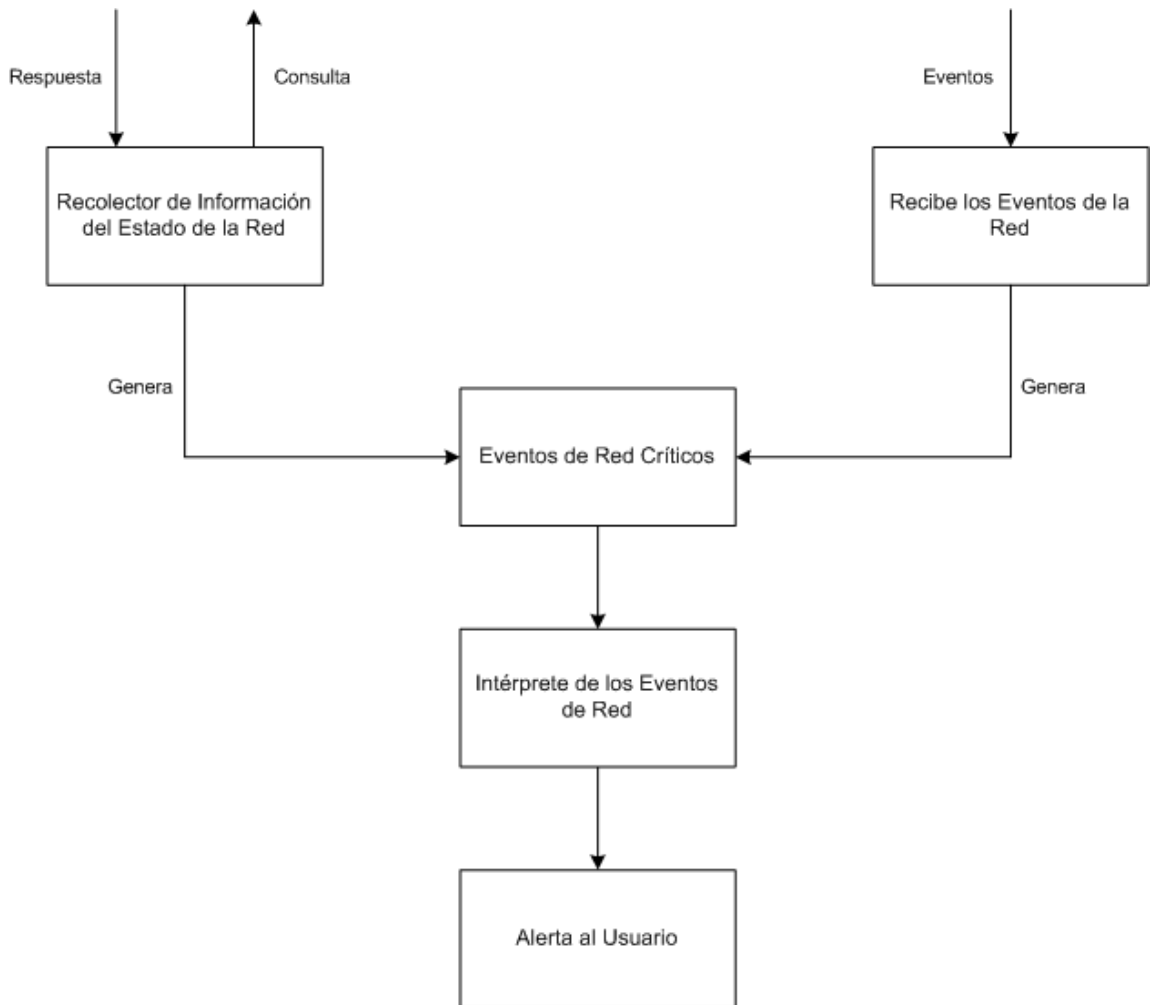 Respuesta
Consulta
Eventos
Recolector de Información
del Estado de la Red
Recibe los Eventos de la
Red
Genera
Genera
Eventos de Red Críticos
Intérprete de los Eventos
de Red
Alerta al Usuario